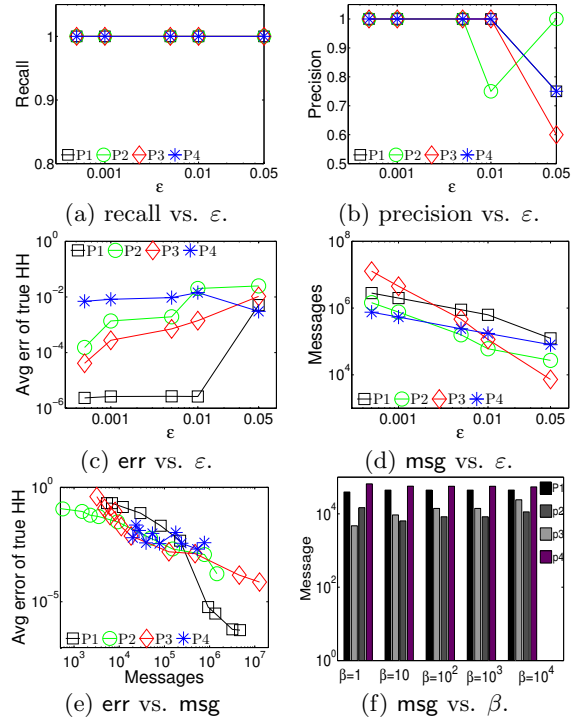 1
0.9
0.8
Recall
P1 P2 P3 P4
0.001 0.01 0.05
ε
(a) recall vs. ε.
1
0.9
0.8
0.7
0.6
0.5
Precision
P1 P2 P3 P4
0.001 0.01 0.05
ε
(b) precision vs. ε.
10^0
10^-2
10^-4
10^-6
Avg err of true HH
P1 P2 P3 P4
0.001 0.01 0.05
ε
(c) err vs. ε.
10^8
10^6
10^4
Messages
P1 P2 P3 P4
0.001 0.01 0.05
ε
(d) msg vs. ε.
10^0
10^-5
Avg error of true HH
P1 P2 P3 P4
10^3 10^4 10^5 10^6 10^7
Messages
(e) err vs. msg
10^4
10^2
10^0
Message
P1
p2
p3
p4
β=1 β=10 β=10^2 β=10^3 β=10^4
(f) msg vs. β.